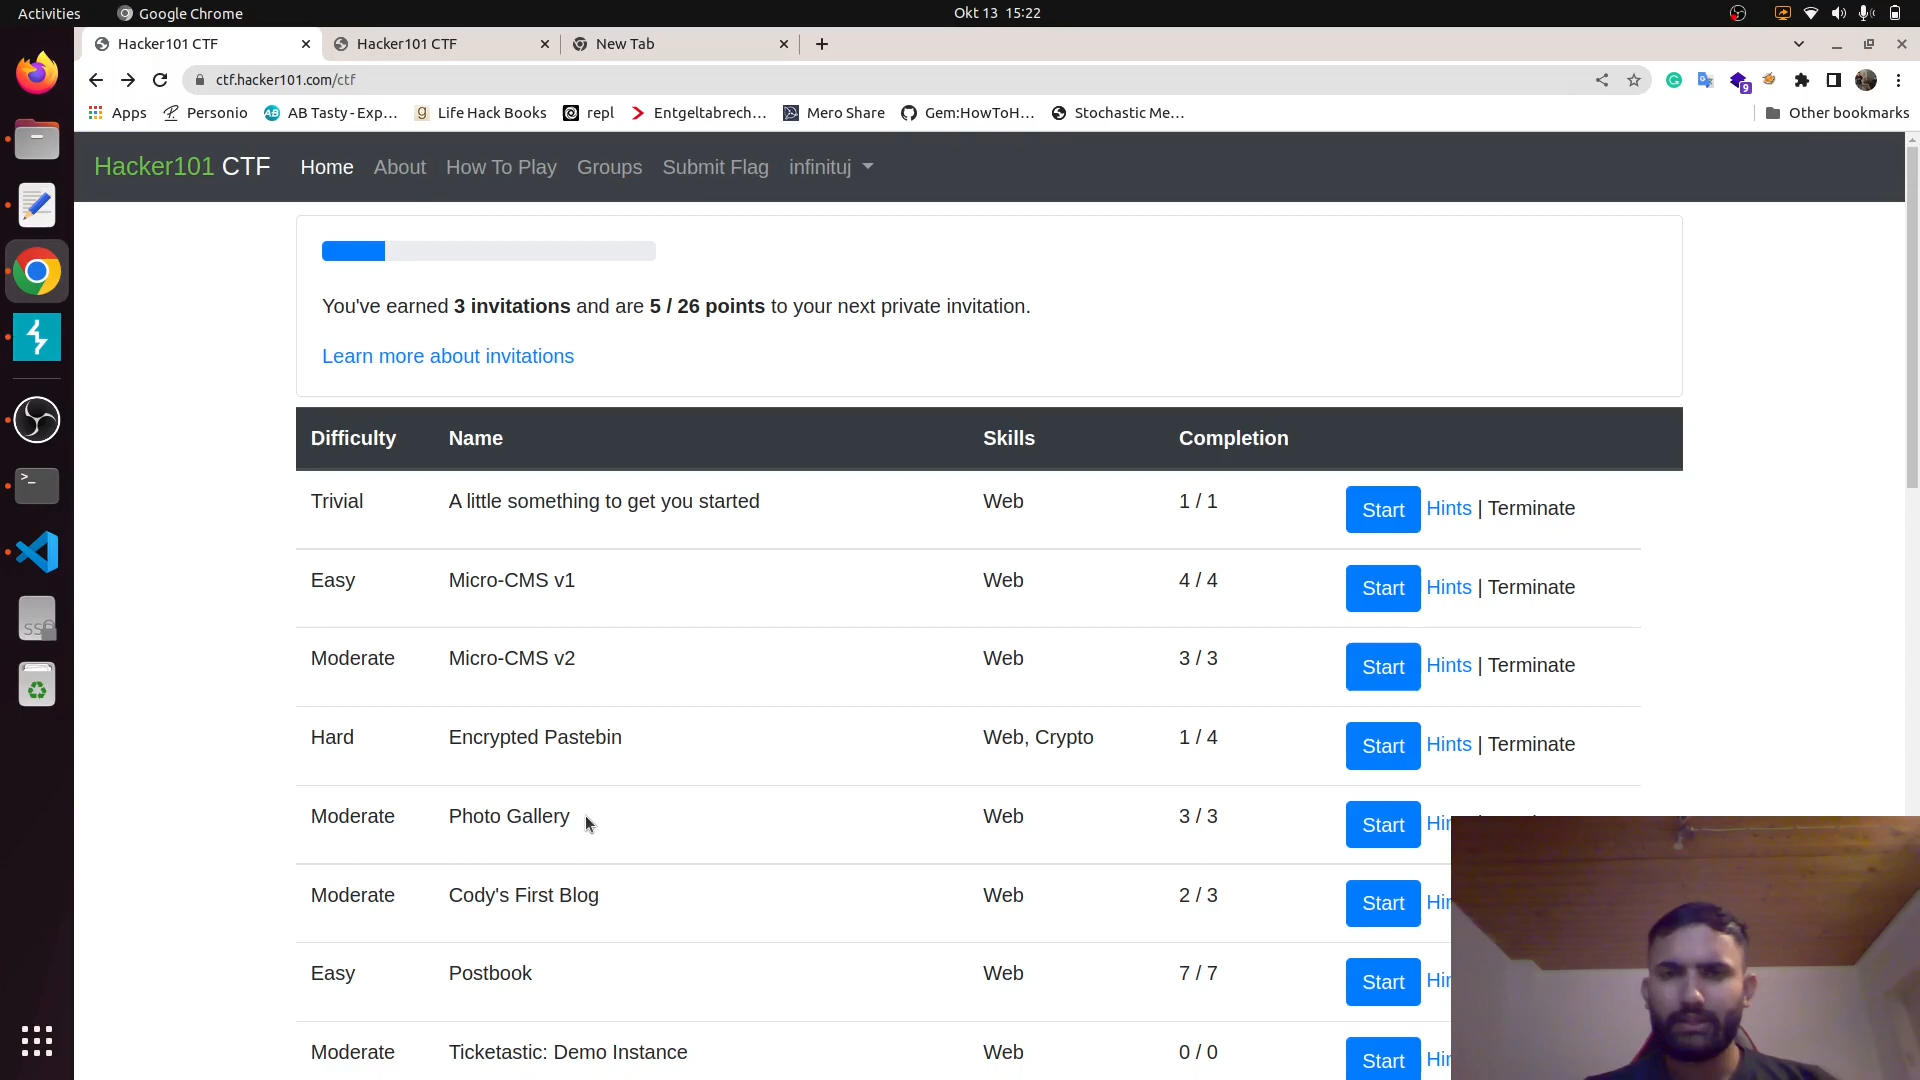 Activities
Google Chrome
Okt 13 15:22
Hacker101 CTF
Hacker101 CTF
New Tab
ctf.hacker101.com/ctf
9
Apps
Personio
AB Tasty - Exp...
Life Hack Books
repl
Entgeltabrech...
Mero Share
Gem:HowToH...
Stochastic Me...
Other bookmarks
Hacker101 CTF
Home
About
How To Play
Groups
Submit Flag
infinituj
You've earned 3 invitations and are 5 / 26 points to your next private invitation.
Learn more about invitations
Difficulty Name Skills Completion
Trivial A little something to get you started Web 1 / 1 Start Hints | Terminate
Easy Micro-CMS v1 Web 4 / 4 Start Hints | Terminate
Moderate Micro-CMS v2 Web 3 / 3 Start Hints | Terminate
Hard Encrypted Pastebin Web, Crypto 1 / 4 Start Hints | Terminate
Moderate Photo Gallery Web 3 / 3 Start
Moderate Cody's First Blog Web 2 / 3 Start
Easy Postbook Web 7 / 7 Start
Moderate Ticketastic: Demo Instance Web 0 / 0 Start